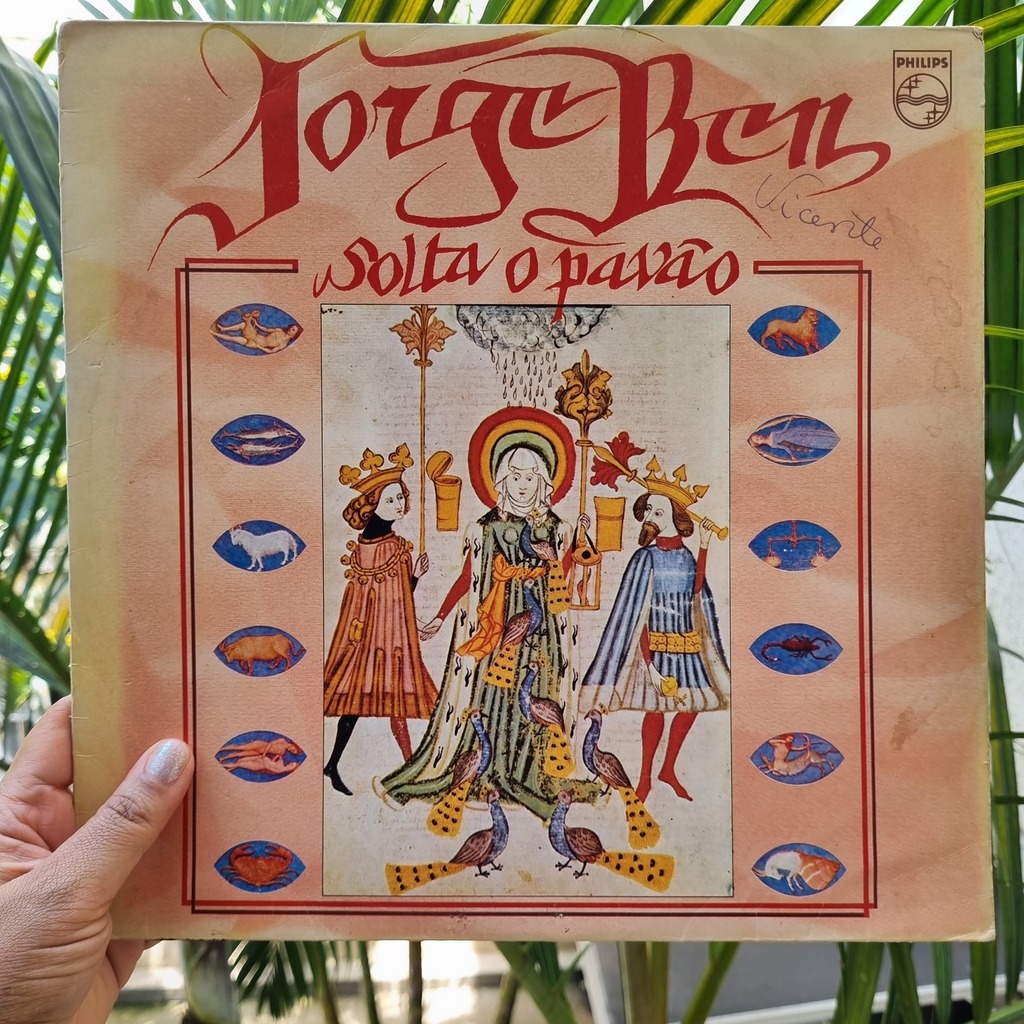 Jorge Ben
PHILIPS
Vicente
Solta o pavão